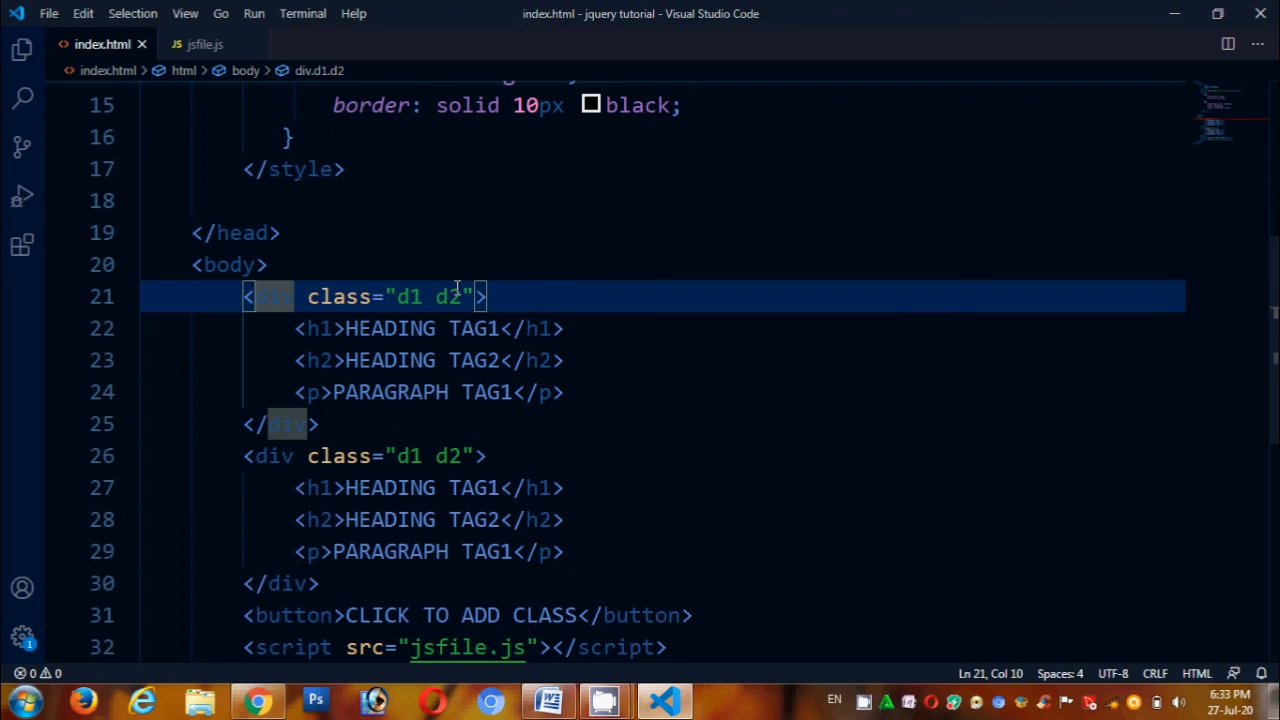 File Edit Selection View Go Run Terminal Help
index.html - jquery tutorial - Visual Studio Code
<> index.html
JS jsfile.js
<> index.html > html > body > div.d1.d2
15 border: solid 10px black;
16 }
17 </style>
18
19 </head>
20 <body>
21 <div class="d1 d2">
22 <h1>HEADING TAG1</h1>
23 <h2>HEADING TAG2</h2>
24 <p>PARAGRAPH TAG1</p>
25 </div>
26 <div class="d1 d2">
27 <h1>HEADING TAG1</h1>
28 <h2>HEADING TAG2</h2>
29 <p>PARAGRAPH TAG1</p>
30 </div>
31 <button>CLICK TO ADD CLASS</button>
32 <script src="jsfile.js"></script>
1
0 0
Ln 21, Col 10 Spaces: 4 UTF-8 CRLF HTML
Ps
W
EN
6:33 PM
27-Jul-20